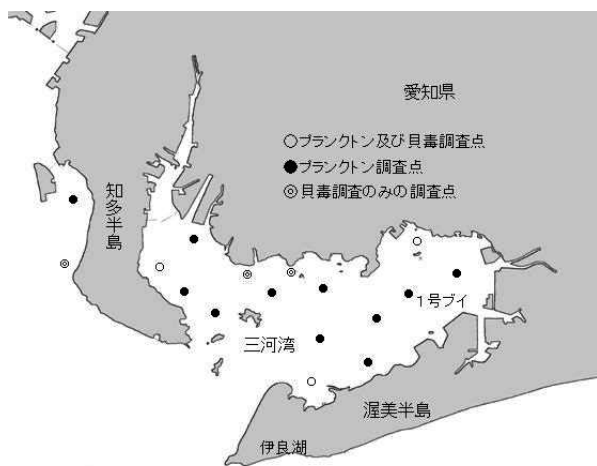 愛知県
○プランクトン及び貝毒調査点
●プランクトン調査点
◎貝毒調査のみの調査点
知多半島
1号ブイ
三河湾
渥美半島
伊良湖